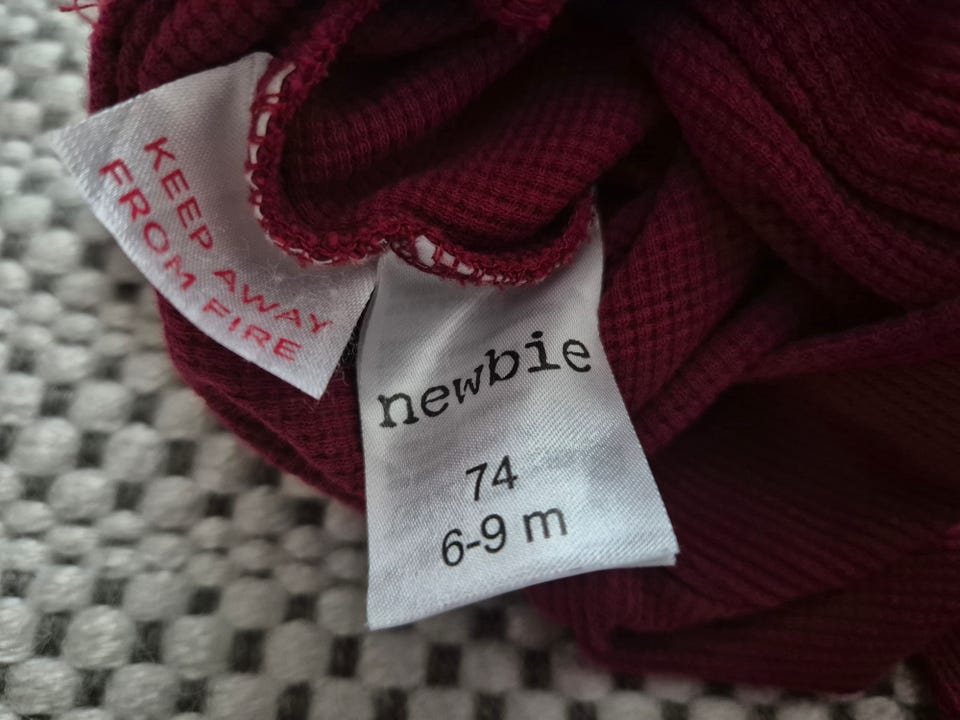 KEEP AWAY
FROM FIRE
newbie
74
6-9 m